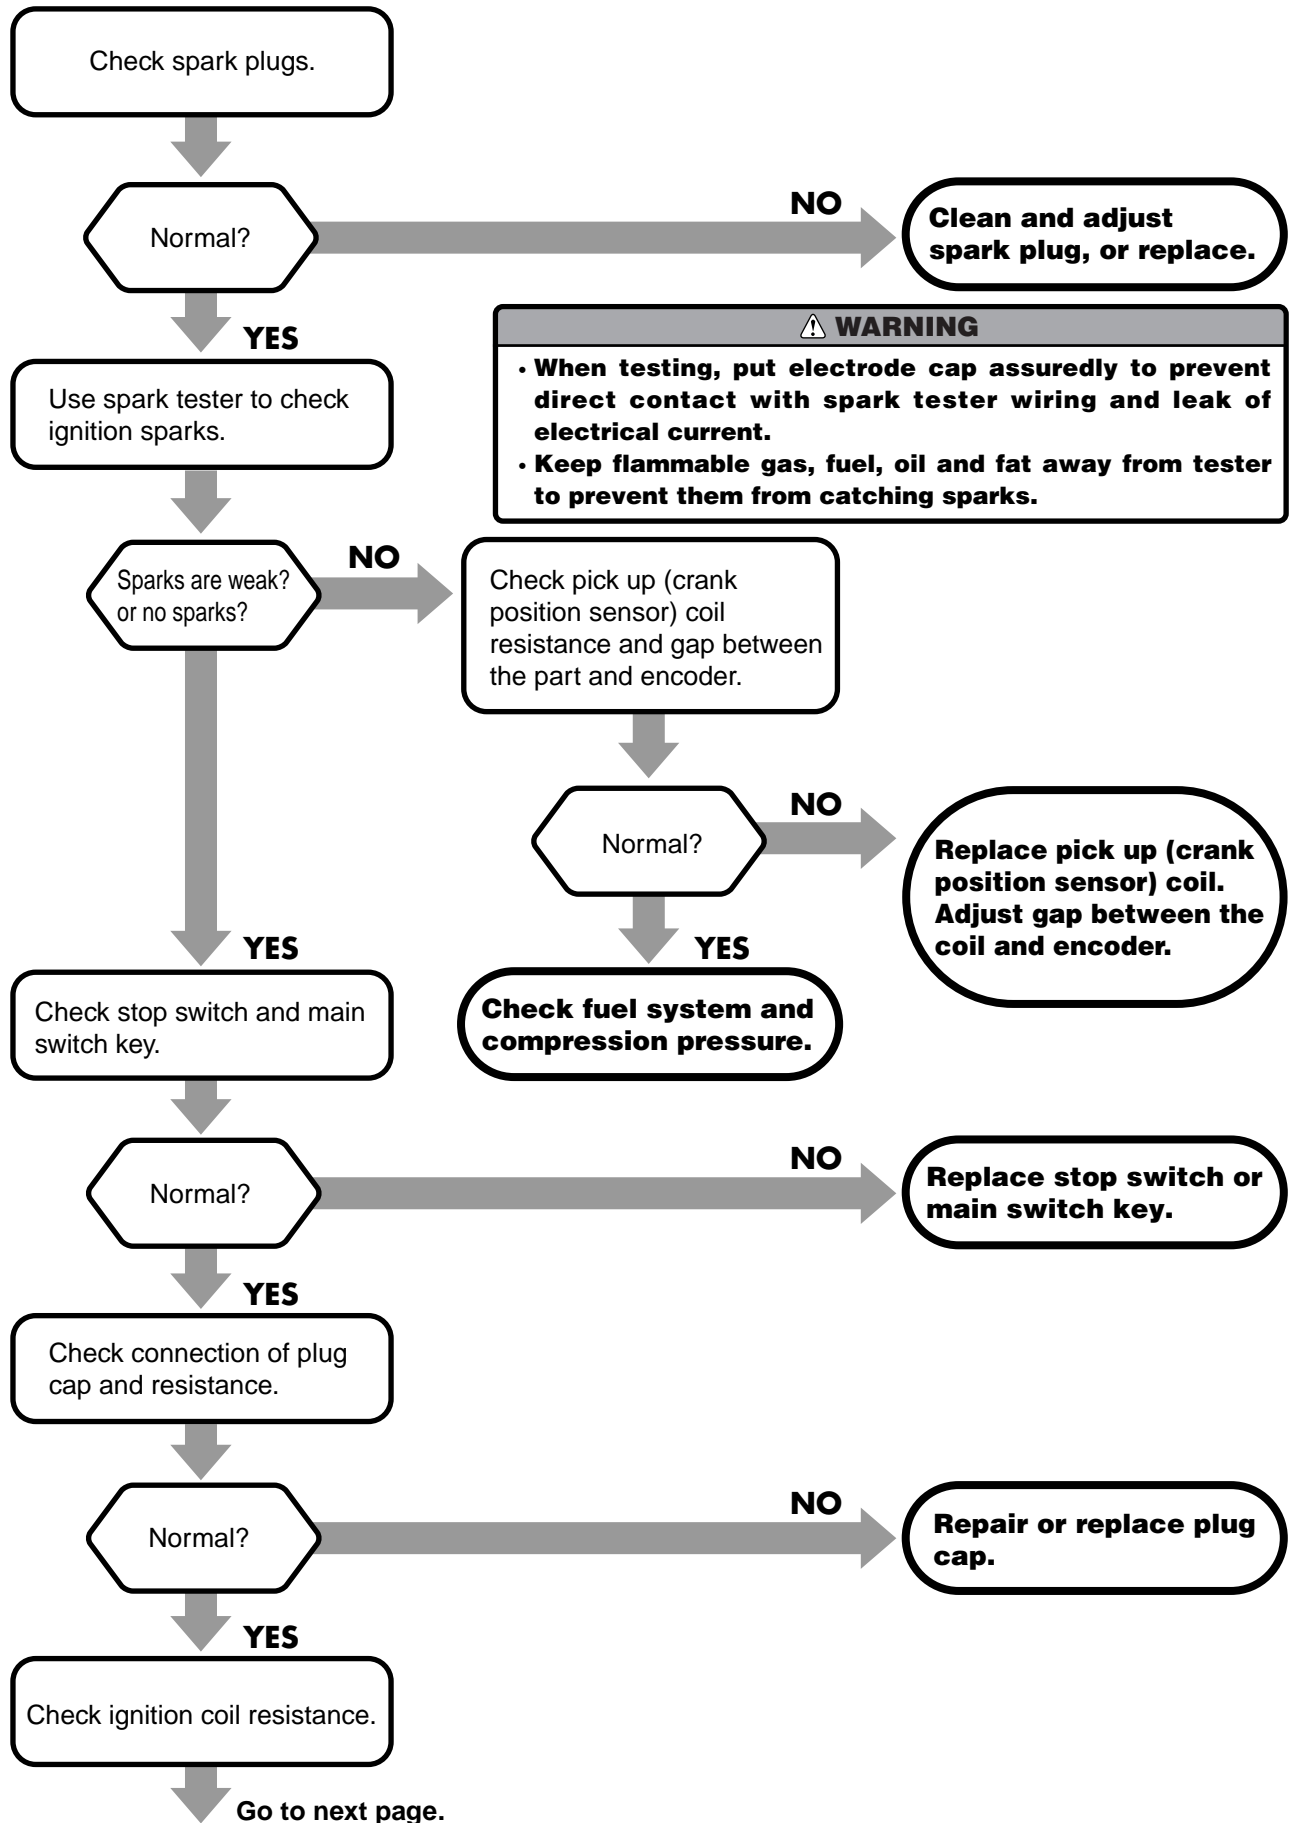 Check spark plugs.
Normal?
NO
Clean and adjust
spark plug, or replace.
YES
⚠ WARNING
• When testing, put electrode cap assuredly to prevent
direct contact with spark tester wiring and leak of
electrical current.
• Keep flammable gas, fuel, oil and fat away from tester
to prevent them from catching sparks.
Use spark tester to check
ignition sparks.
Sparks are weak?
or no sparks?
NO
Check pick up (crank
position sensor) coil
resistance and gap between
the part and encoder.
Normal?
NO
Replace pick up (crank
position sensor) coil.
Adjust gap between the
coil and encoder.
YES
Check fuel system and
compression pressure.
YES
Check stop switch and main
switch key.
Normal?
NO
Replace stop switch or
main switch key.
YES
Check connection of plug
cap and resistance.
Normal?
NO
Repair or replace plug
cap.
YES
Check ignition coil resistance.
Go to next page.